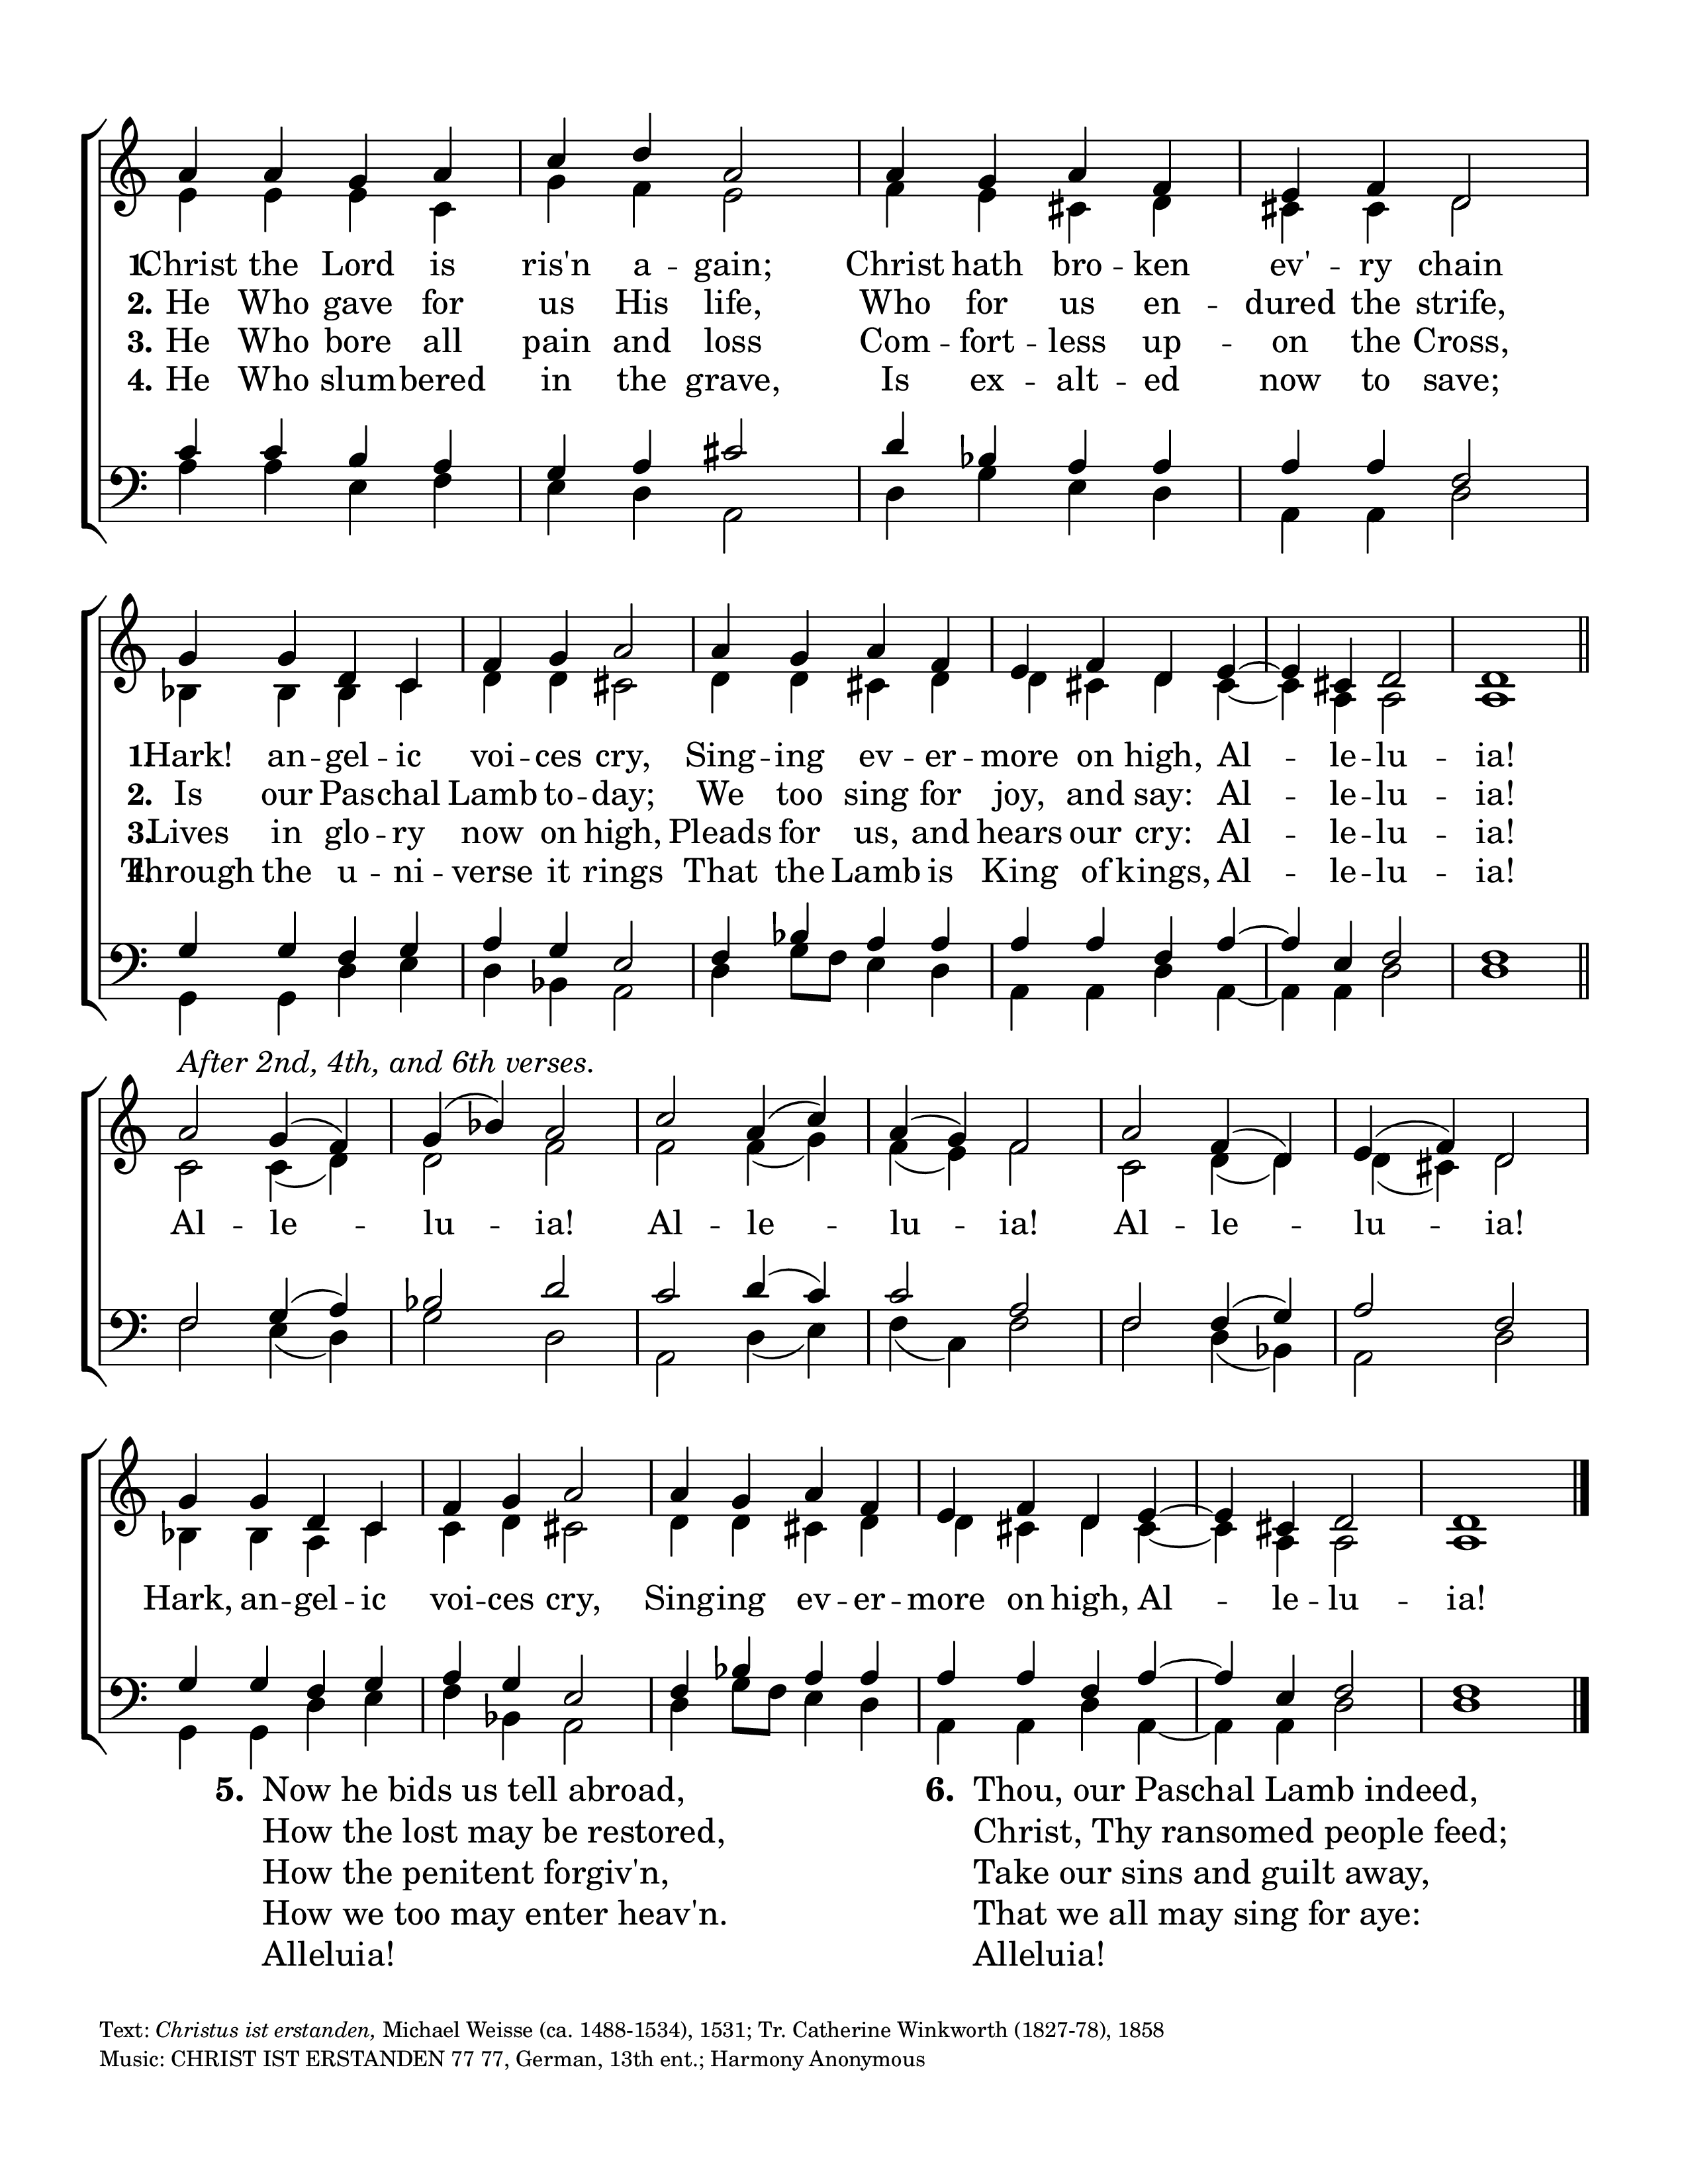 1. Christ the Lord is ris'n a -- gain; Christ hath bro -- ken ev' -- ry chain
2. He Who gave for us His life, Who for us en -- dured the strife,
3. He Who bore all pain and loss Com -- fort -- less up -- on the Cross,
4. He Who slumbered in the grave, Is ex -- alt -- ed now to save;
1. Hark! an -- gel -- ic voi -- ces cry, Sing -- ing ev -- er -- more on high, Al -- le -- lu -- ia!
2. Is our Paschal Lamb to -- day; We too sing for joy, and say: Al -- le -- lu -- ia!
3. Lives in glo -- ry now on high, Pleads for us, and hears our cry: Al -- le -- lu -- ia!
4. Through the u -- ni -- verse it rings That the Lamb is King of kings, Al -- le -- lu -- ia!
After 2nd, 4th, and 6th verses.
Al -- le -- lu -- ia! Al -- le -- lu -- ia! Al -- le -- lu -- ia!
Hark, an -- gel -- ic voi -- ces cry, Singing ev -- er -- more on high, Al -- le -- lu -- ia!
5. Now he bids us tell abroad,
How the lost may be restored,
How the penitent forgiv'n,
How we too may enter heav'n.
Alleluia!
6. Thou, our Paschal Lamb indeed,
Christ, Thy ransomed people feed;
Take our sins and guilt away,
That we all may sing for aye:
Alleluia!
Text: Christus ist erstanden, Michael Weisse (ca. 1488-1534), 1531; Tr. Catherine Winkworth (1827-78), 1858
Music: CHRIST IST ERSTANDEN 77 77, German, 13th ent.; Harmony Anonymous